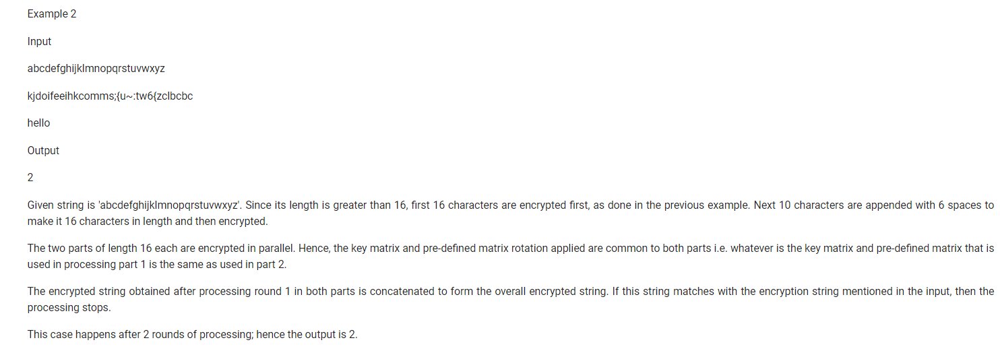 Example 2
Input
abcdefghijklmnopqrstuvwxyz
kjdoifeeihkcomms;{u~:tw6{zclbcbc
hello
Output
2
Given string is 'abcdefghijklmnopqrstuvwxyz'. Since its length is greater than 16, first 16 characters are encrypted first, as done in the previous example. Next 10 characters are appended with 6 spaces to
make it 16 characters in length and then encrypted.
The two parts of length 16 each are encrypted in parallel. Hence, the key matrix and pre-defined matrix rotation applied are common to both parts i.e. whatever is the key matrix and pre-defined matrix that is
used in processing part 1 is the same as used in part 2.
The encrypted string obtained after processing round 1 in both parts is concatenated to form the overall encrypted string. If this string matches with the encryption string mentioned in the input, then the
processing stops.
This case happens after 2 rounds of processing; hence the output is 2.